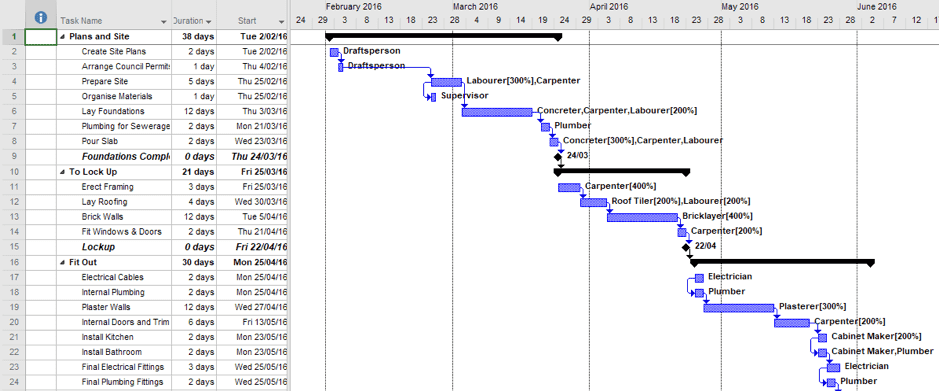 February 2016 March 2016 April 2016 May 2016 June 2016
Task Name Duration Start 24 29 3 8 13 18 23 28 4 9 14 19 24 29 3 8 13 18 23 28 3 8 13 18 23 28 2 7 12
1 Plans and Site 38 days Tue 2/02/16
2 Create Site Plans 2 days Tue 2/02/16 Draftsperson
3 Arrange Council Permits 1 day Thu 4/02/16 Draftsperson
4 Prepare Site 5 days Thu 25/02/16 Labourer[300%],Carpenter
5 Organise Materials 1 day Thu 25/02/16 Supervisor
6 Lay Foundations 12 days Thu 3/03/16 Concreter,Carpenter,Labourer[200%]
7 Plumbing for Sewerage 2 days Mon 21/03/16 Plumber
8 Pour Slab 2 days Wed 23/03/16 Concreter[300%],Carpenter,Labourer
9 Foundations Compl 0 days Thu 24/03/16 24/03
10 To Lock Up 21 days Fri 25/03/16
11 Erect Framing 3 days Fri 25/03/16 Carpenter[400%]
12 Lay Roofing 4 days Wed 30/03/16 Roof Tiler[200%],Labourer[200%]
13 Brick Walls 12 days Tue 5/04/16 Bricklayer[400%]
14 Fit Windows & Doors 2 days Thu 21/04/16 Carpenter[200%]
15 Lockup 0 days Fri 22/04/16 22/04
16 Fit Out 30 days Mon 25/04/16
17 Electrical Cables 2 days Mon 25/04/16 Electrician
18 Internal Plumbing 2 days Mon 25/04/16 Plumber
19 Plaster Walls 12 days Wed 27/04/16 Plasterer[300%]
20 Internal Doors and Trim 6 days Fri 13/05/16 Carpenter[200%]
21 Install Kitchen 2 days Mon 23/05/16 Cabinet Maker[200%]
22 Install Bathroom 2 days Mon 23/05/16 Cabinet Maker,Plumber
23 Final Electrical Fittings 3 days Wed 25/05/16 Electrician
24 Final Plumbing Fittings 2 days Wed 25/05/16 Plumber